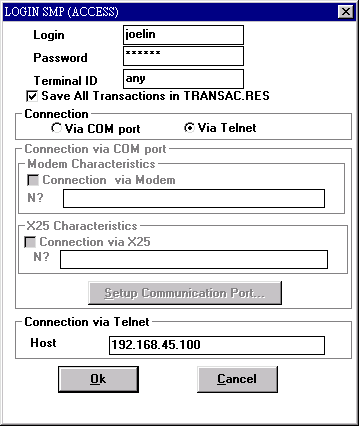 LOGIN SMP (ACCESS)
Login joelin
Password ******
Terminal ID any
Save All Transactions in TRANSAC.RES
Connection
Via COM port Via Telnet
Connection via COM port
Modem Characteristics
Connection via Modem
N?
X25 Characteristics
Connection via X25
N?
Setup Communication Port...
Connection via Telnet
Host 192.168.45.100
Ok Cancel